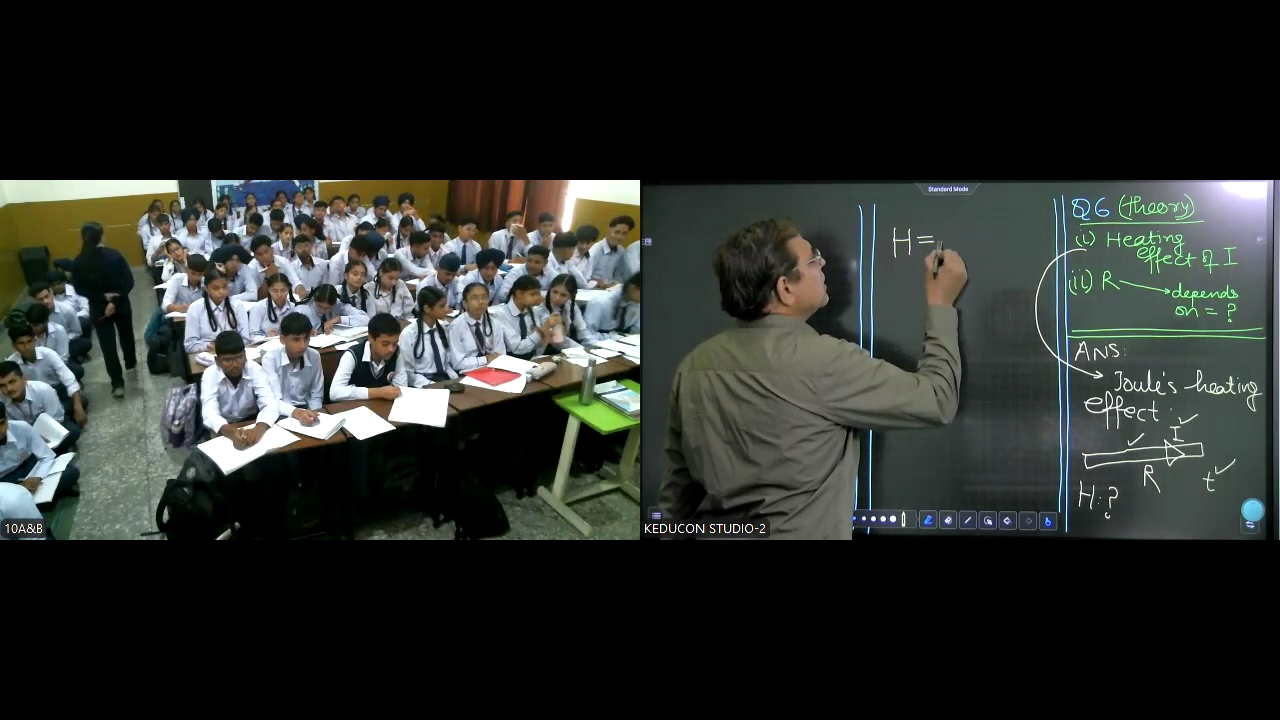 Standard Mode
H =
Q6 (theory)
(i) Heating
effect of I
(ii) R → depends
on = ?
ANS:
Joule's heating
effect :
I
R
t
H : ?
10A&B
KEDUCON STUDIO-2